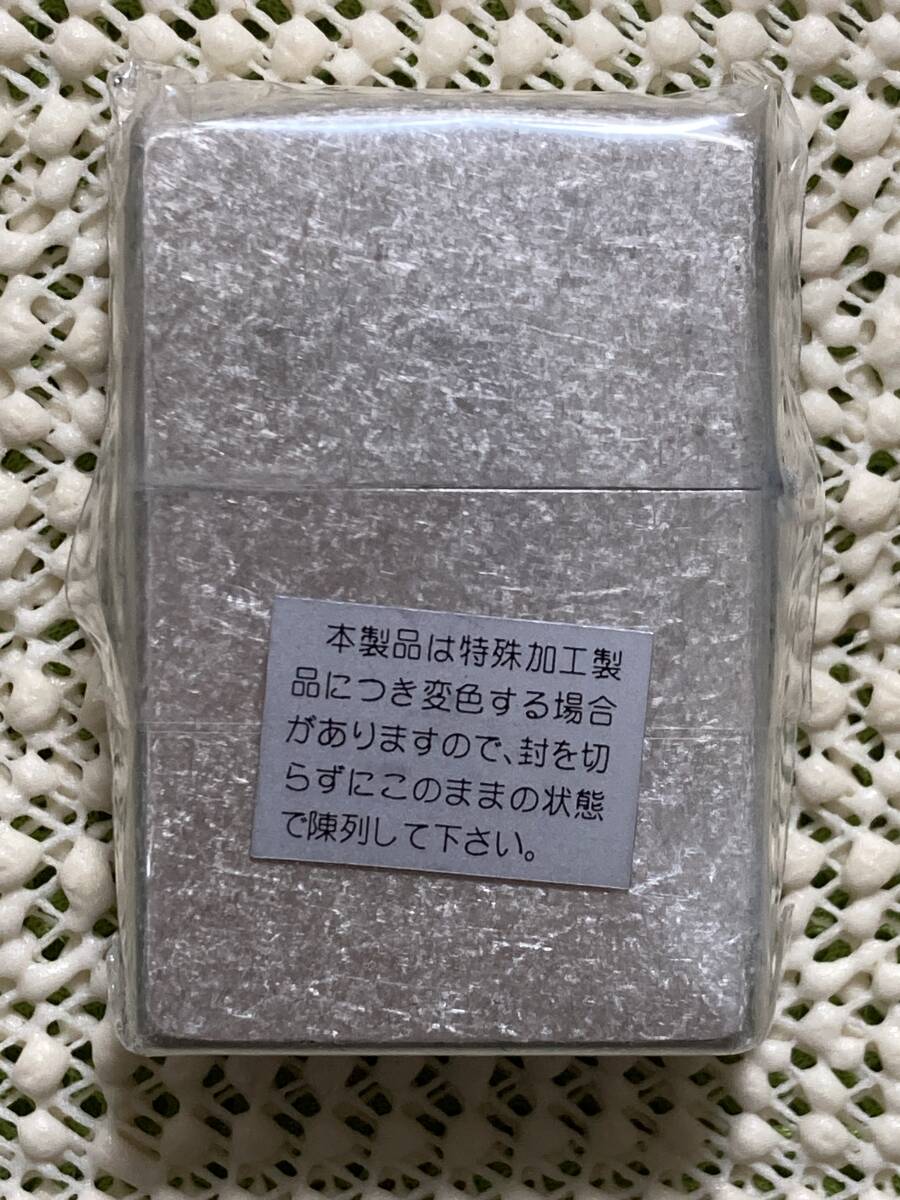 本製品は特殊加工製
品につき変色する場合
がありますので、封を切
らずにこのままの状態
で陳列して下さい。